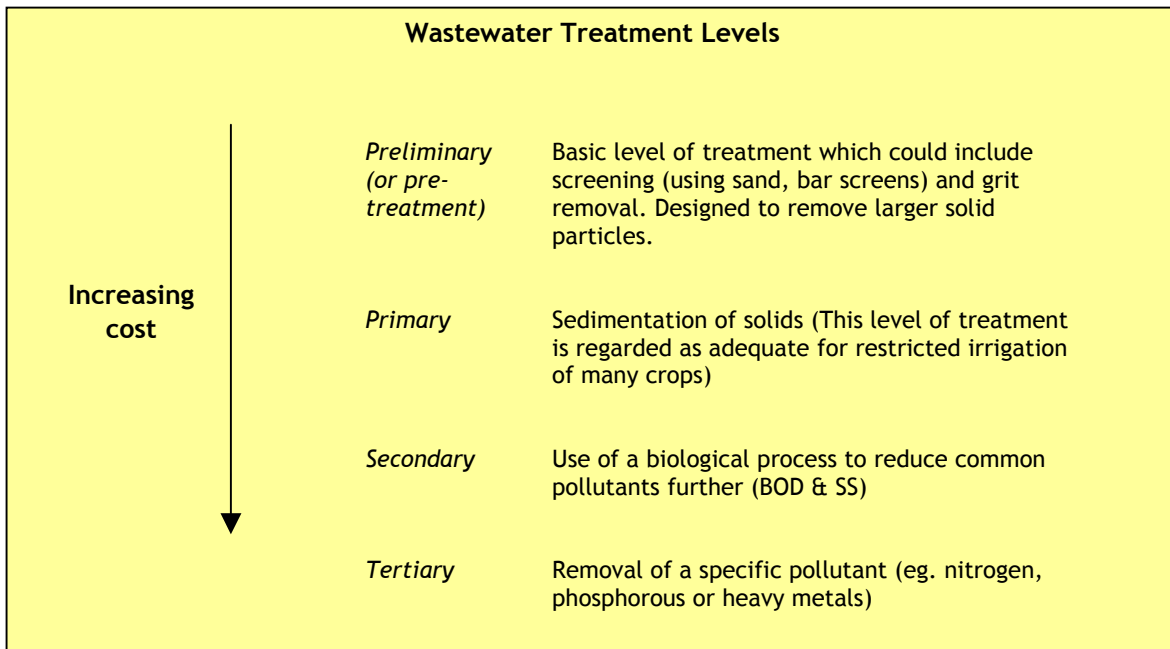 Wastewater Treatment Levels
Increasing
cost
Preliminary
(or pre-
treatment)
Basic level of treatment which could include
screening (using sand, bar screens) and grit
removal. Designed to remove larger solid
particles.
Primary
Sedimentation of solids (This level of treatment
is regarded as adequate for restricted irrigation
of many crops)
Secondary
Use of a biological process to reduce common
pollutants further (BOD & SS)
Tertiary
Removal of a specific pollutant (eg. nitrogen,
phosphorous or heavy metals)